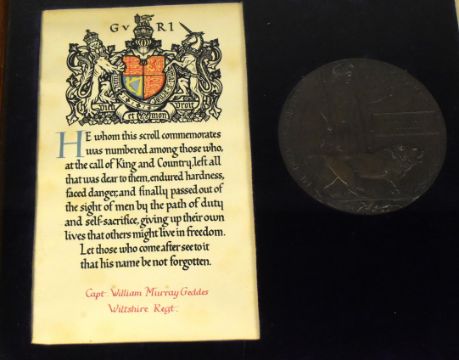 G V R I
Dieu et mon Droit
HE whom this scroll commemorates
was numbered among those who,
at the call of King and Country, left all
that was dear to them, endured hardness,
faced danger, and finally passed out of
the sight of men by the path of duty
and self-sacrifice, giving up their own
lives that others might live in freedom.
Let those who come after see to it
that his name be not forgotten.
Capt. William Murray Geddes
Wiltshire Regt.